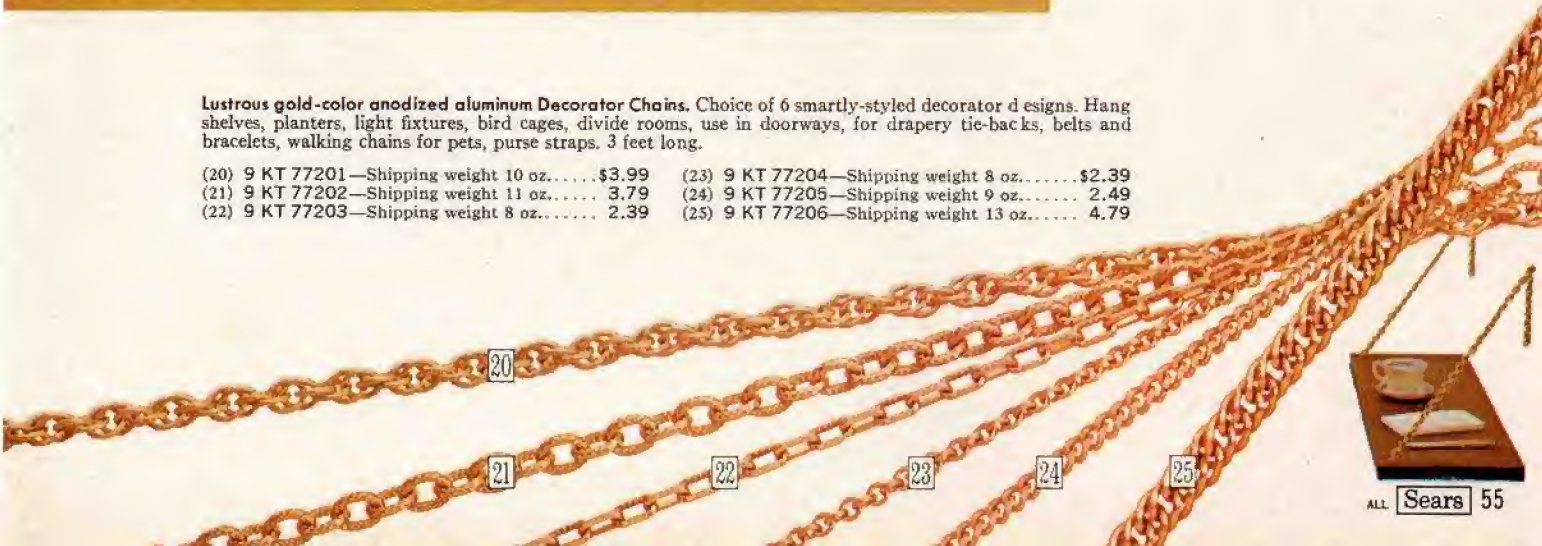 Lustrous gold-color anodized aluminum Decorator Chains. Choice of 6 smartly-styled decorator d esigns. Hang
shelves, planters, light fixtures, bird cages, divide rooms, use in doorways, for drapery tie-backs, belts and
bracelets, walking chains for pets, purse straps. 3 feet long.
(20) 9 KT 77201—Shipping weight 10 oz......$3.99
(21) 9 KT 77202—Shipping weight 11 oz...... 3.79
(22) 9 KT 77203—Shipping weight 8 oz....... 2.39
(23) 9 KT 77204—Shipping weight 8 oz.......$2.39
(24) 9 KT 77205—Shipping weight 9 oz....... 2.49
(25) 9 KT 77206—Shipping weight 13 oz...... 4.79
20
21
22
23
24
25
ALL Sears 55